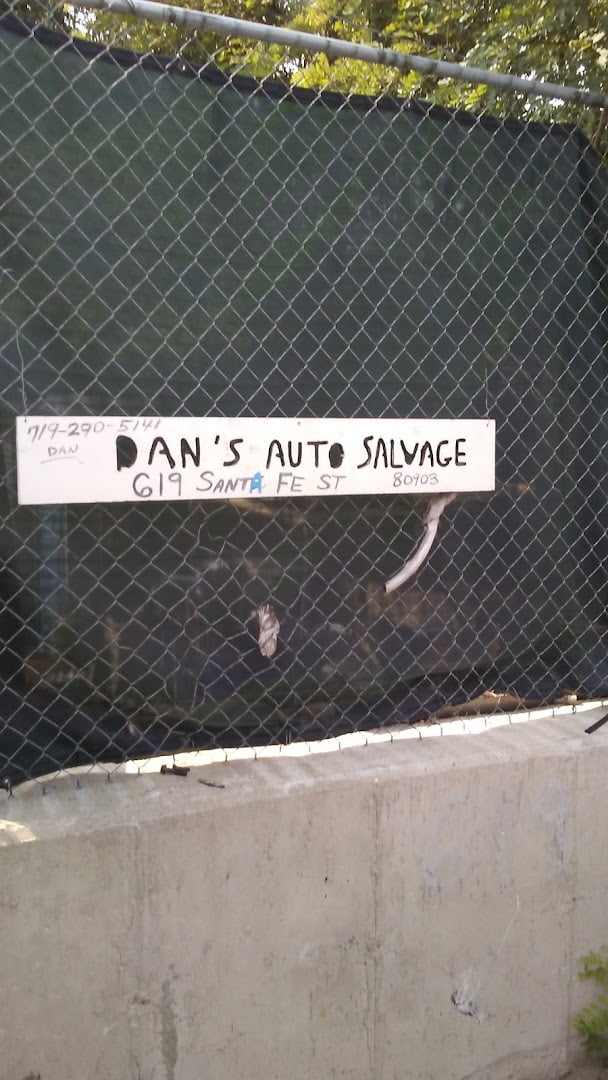 719-290-5141
DAN
DAN'S AUTO SALVAGE
619 SANTA FE ST 80903